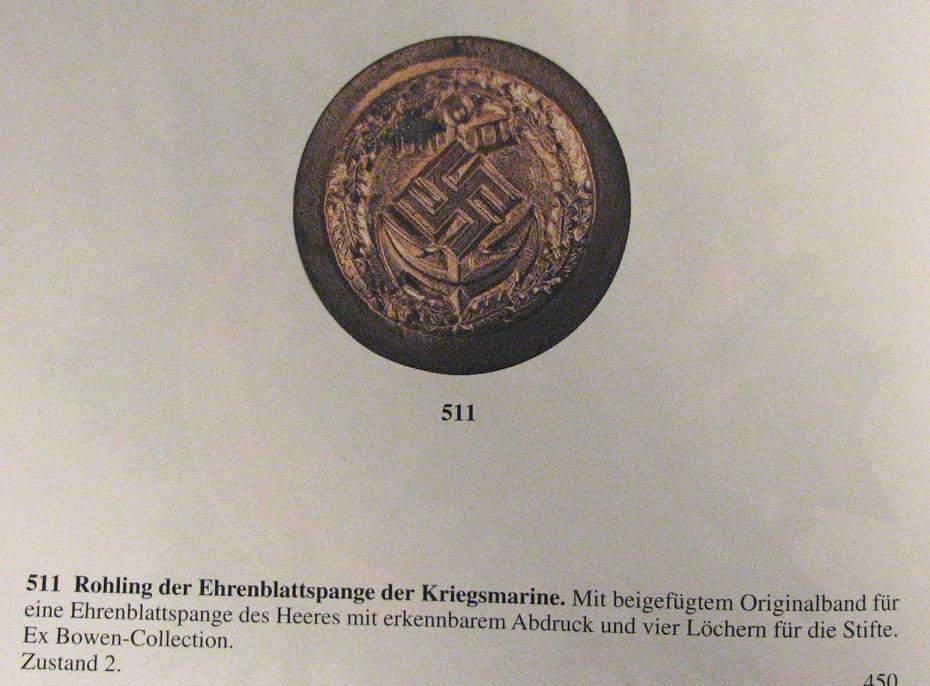 511
511 Rohling der Ehrenblattspange der Kriegsmarine. Mit beigefügtem Originalband für
eine Ehrenblattspange des Heeres mit erkennbarem Abdruck und vier Löchern für die Stifte.
Ex Bowen-Collection.
Zustand 2.
450